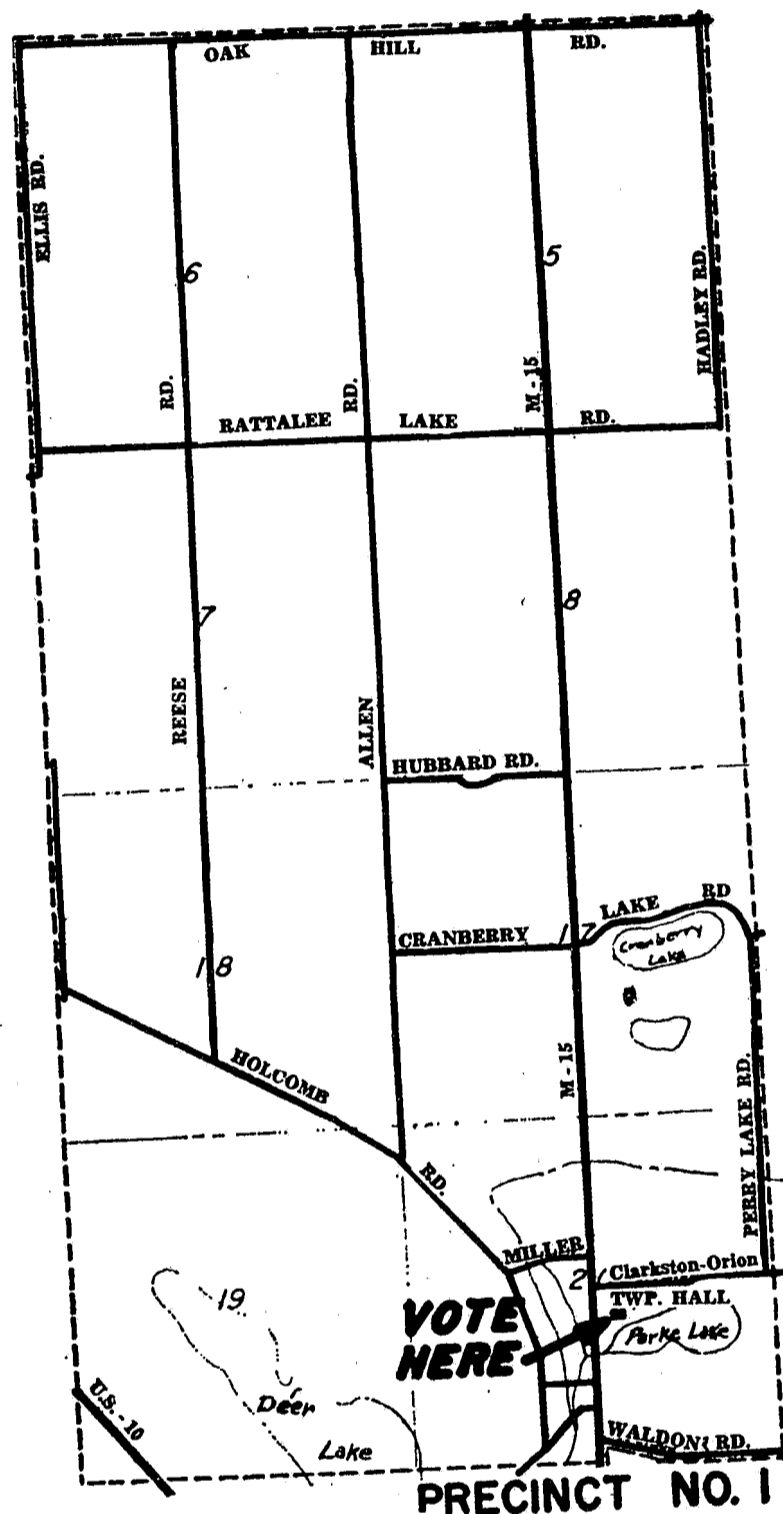 OAK HILL RD.
ELLIS RD.
6
5
HADLEY RD.
RD.
RD.
M - 15
RATTALEE LAKE RD.
7
8
REESE
ALLEN
HUBBARD RD.
CRANBERRY 17 LAKE RD
Cranberry
Lake
18
HOLCOMB
RD.
M - 15
PERRY LAKE RD.
MILLER
2
Clarkston-Orion
TWP. HALL
19
VOTE
HERE
Parke Lake
U.S. - 10
Deer
Lake
WALDON RD.
PRECINCT NO. 1